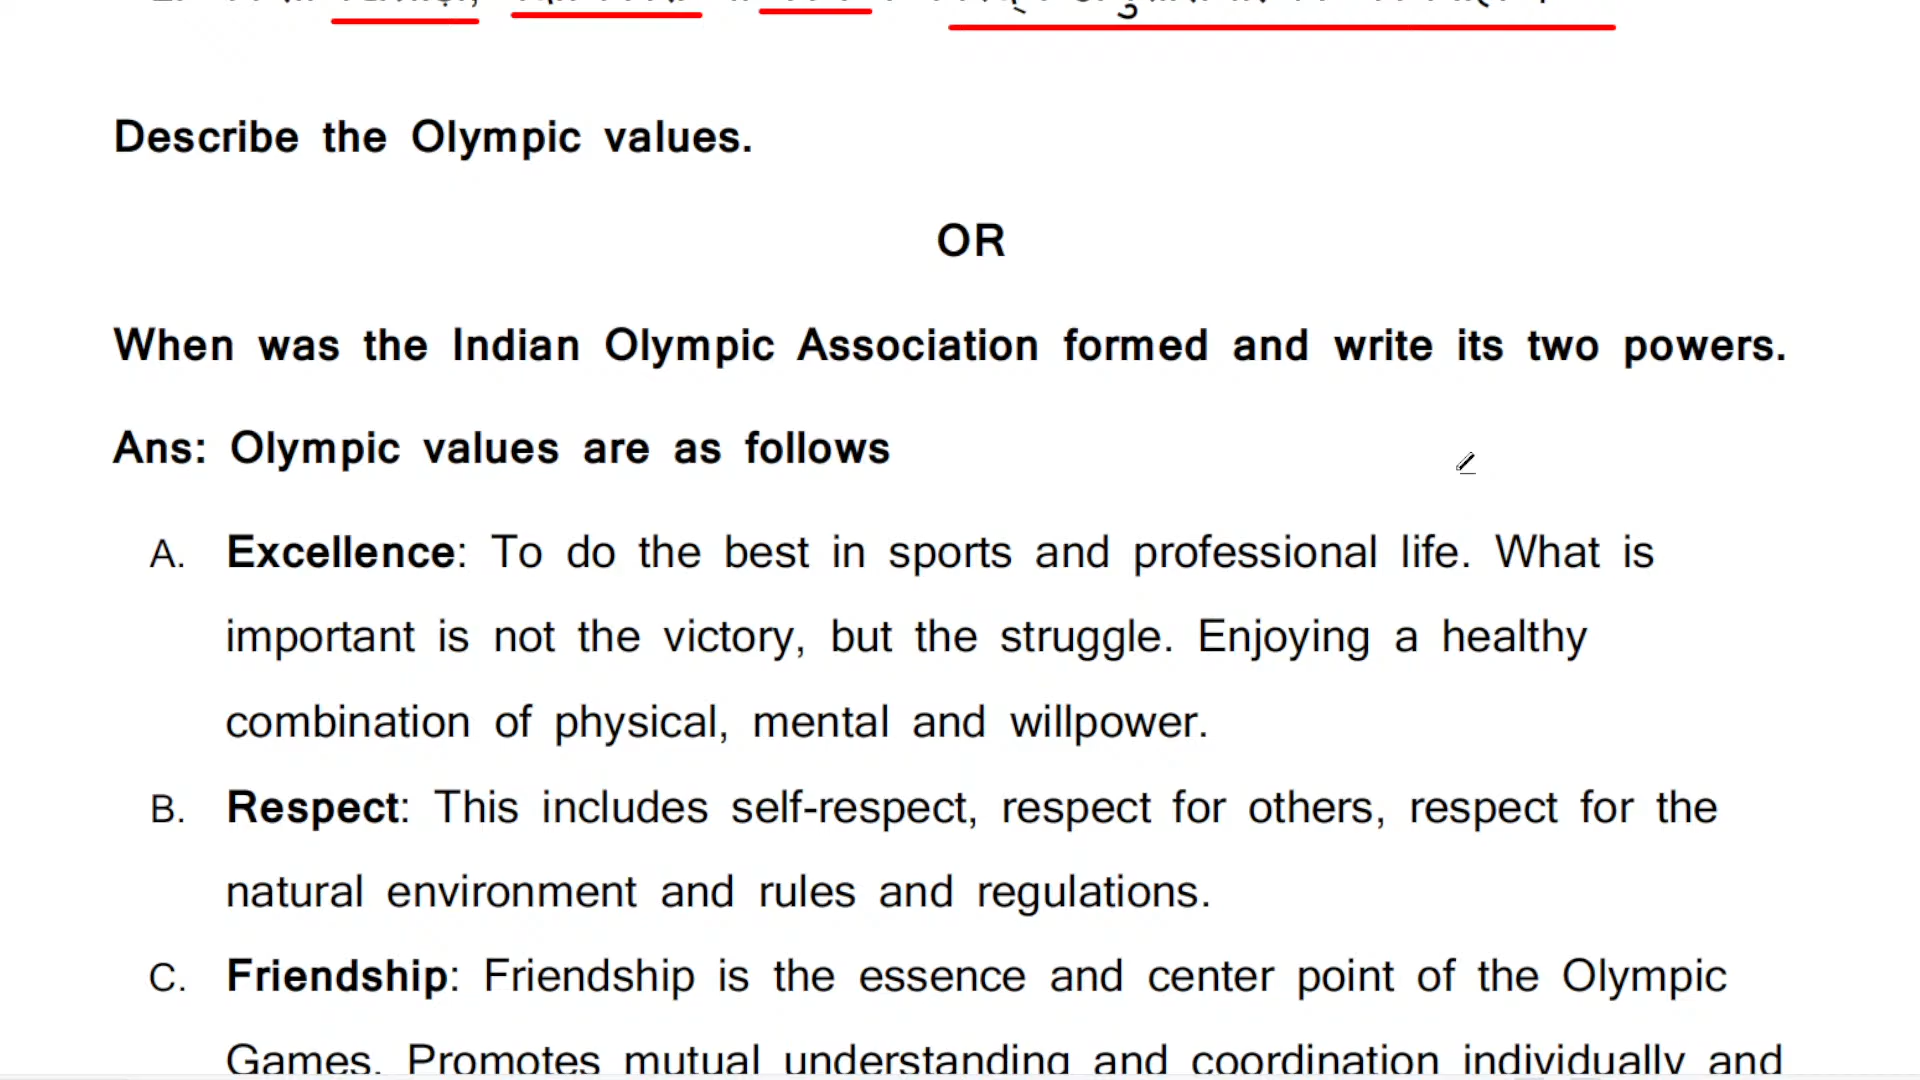 Describe the Olympic values.
OR
When was the Indian Olympic Association formed and write its two powers.
Ans: Olympic values are as follows
A. Excellence: To do the best in sports and professional life. What is
important is not the victory, but the struggle. Enjoying a healthy
combination of physical, mental and willpower.
B. Respect: This includes self-respect, respect for others, respect for the
natural environment and rules and regulations.
C. Friendship: Friendship is the essence and center point of the Olympic
Games. Promotes mutual understanding and coordination individually and